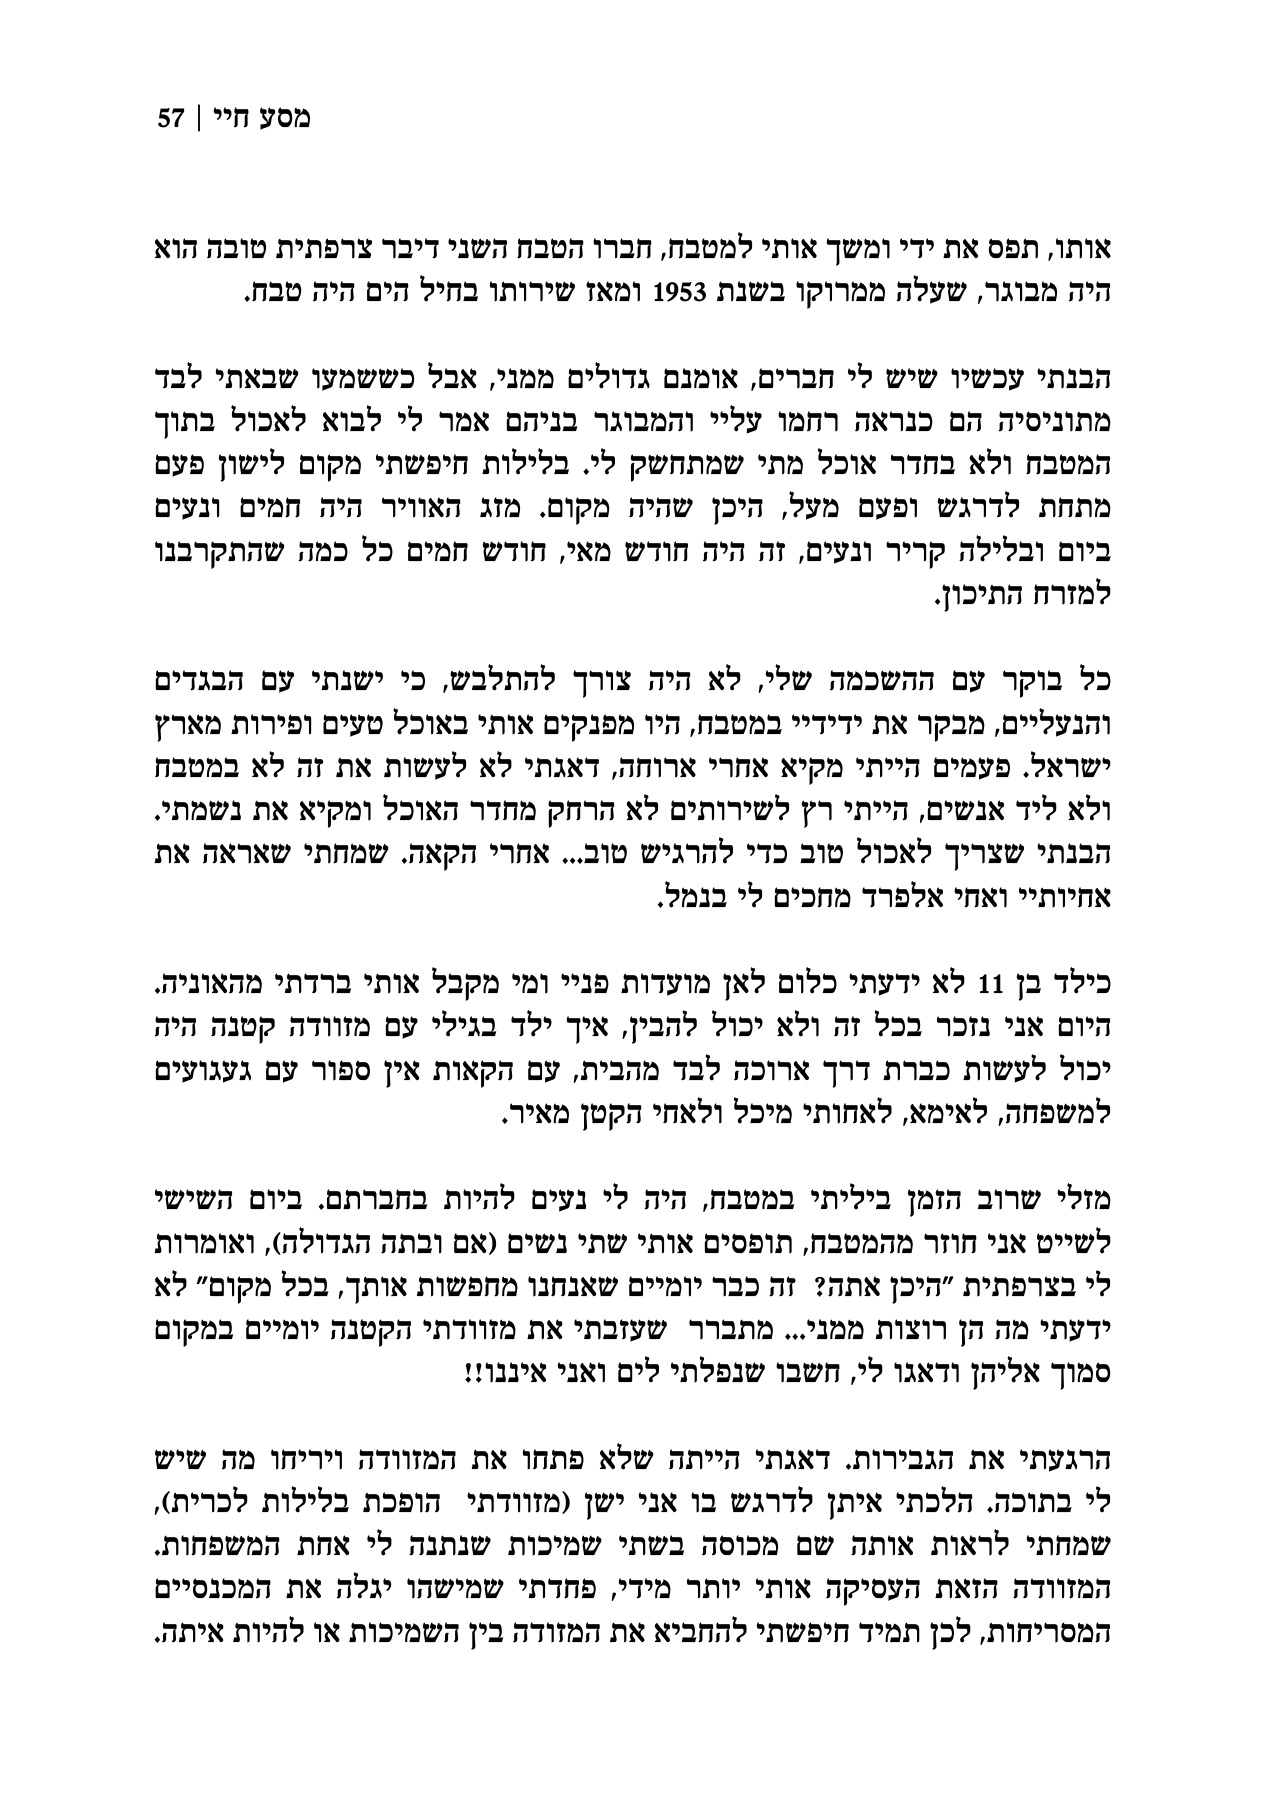 מסע חיי | 57
אותו, תפס את ידי ומשך אותי למטבח, חברו הטבח השני דיבר צרפתית טובה הוא
היה מבוגר, שעלה ממרוקו בשנת 1953 ומאז שירותו בחיל הים היה טבח.
הבנתי עכשיו שיש לי חברים, אומנם גדולים ממני, אבל כששמעו שבאתי לבד
מתוניסיה הם כנראה רחמו עליי והמבוגר בניהם אמר לי לבוא לאכול בתוך
המטבח ולא בחדר אוכל מתי שמתחשק לי. בלילות חיפשתי מקום לישון פעם
מתחת לדרגש ופעם מעל, היכן שהיה מקום. מזג האוויר היה חמים ונעים
ביום ובלילה קריר ונעים, זה היה חודש מאי, חודש חמים כל כמה שהתקרבנו
למזרח התיכון.
כל בוקר עם ההשכמה שלי, לא היה צורך להתלבש, כי ישנתי עם הבגדים
והנעליים, מבקר את ידידיי במטבח, היו מפנקים אותי באוכל טעים ופירות מארץ
ישראל. פעמים הייתי מקיא אחרי ארוחה, דאגתי לא לעשות את זה לא במטבח
ולא ליד אנשים, הייתי רץ לשירותים לא הרחק מחדר האוכל ומקיא את נשמתי.
הבנתי שצריך לאכול טוב כדי להרגיש טוב... אחרי הקאה. שמחתי שאראה את
אחיותיי ואחי אלפרד מחכים לי בנמל.
כילד בן 11 לא ידעתי כלום לאן מועדות פניי ומי מקבל אותי ברדתי מהאוניה.
היום אני נזכר בכל זה ולא יכול להבין, איך ילד בגילי עם מזוודה קטנה היה
יכול לעשות כברת דרך ארוכה לבד מהבית, עם הקאות אין ספור עם געגועים
למשפחה, לאימא, לאחותי מיכל ולאחי הקטן מאיר.
מזלי שרוב הזמן ביליתי במטבח, היה לי נעים להיות בחברתם. ביום השישי
לשייט אני חוזר מהמטבח, תופסים אותי שתי נשים (אם ובתה הגדולה), ואומרות
לי בצרפתית "היכן אתה?  זה כבר יומיים שאנחנו מחפשות אותך, בכל מקום" לא
ידעתי מה הן רוצות ממני... מתברר  שעזבתי את מזוודתי הקטנה יומיים במקום
סמוך אליהן ודאגו לי, חשבו שנפלתי לים ואני איננו!!
הרגעתי את הגבירות. דאגתי הייתה שלא פתחו את המזוודה ויריחו מה שיש
לי בתוכה. הלכתי איתן לדרגש בו אני ישן (מזוודתי  הופכת בלילות לכרית),
שמחתי לראות אותה שם מכוסה בשתי שמיכות שנתנה לי אחת המשפחות.
המזוודה הזאת העסיקה אותי יותר מידי, פחדתי שמישהו יגלה את המכנסיים
המסריחות, לכן תמיד חיפשתי להחביא את המזודה בין השמיכות או להיות איתה.